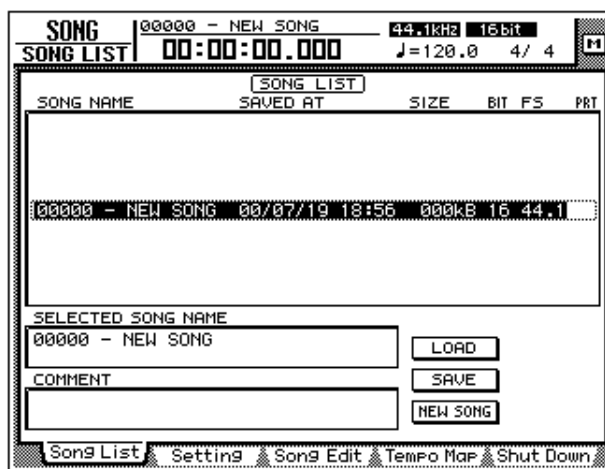 SONG
SONG LIST
00000 - NEW SONG
00:00:00.000
44.1kHz 16bit
♩=120.0 4/ 4
M
SONG LIST
SONG NAME SAVED AT SIZE BIT FS PRT
00000 - NEW SONG 00/07/19 18:56 000kB 16 44.1
SELECTED SONG NAME
00000 - NEW SONG
COMMENT
LOAD
SAVE
NEW SONG
Song List Setting Song Edit Tempo Map Shut Down